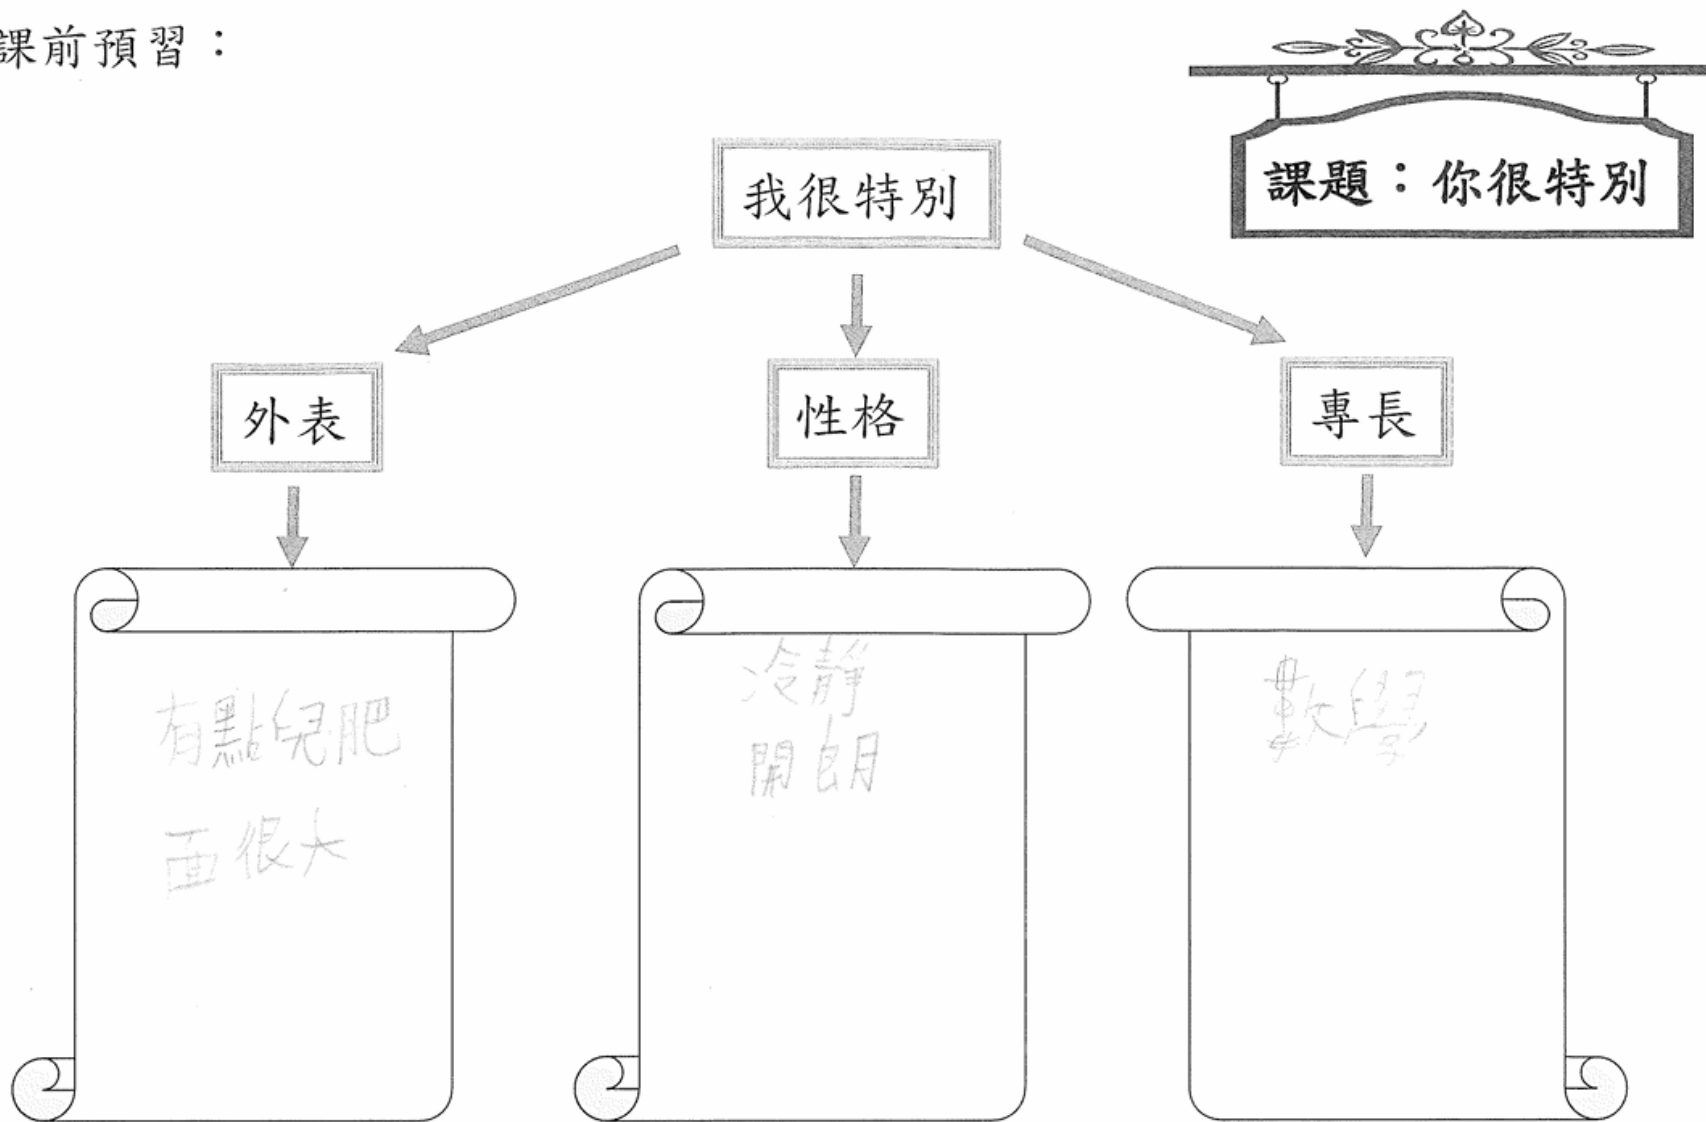 課前預習：
課題：你很特別
我很特別
外表
性格
專長
有點兒肥
面很大
冷靜
開朗
數學